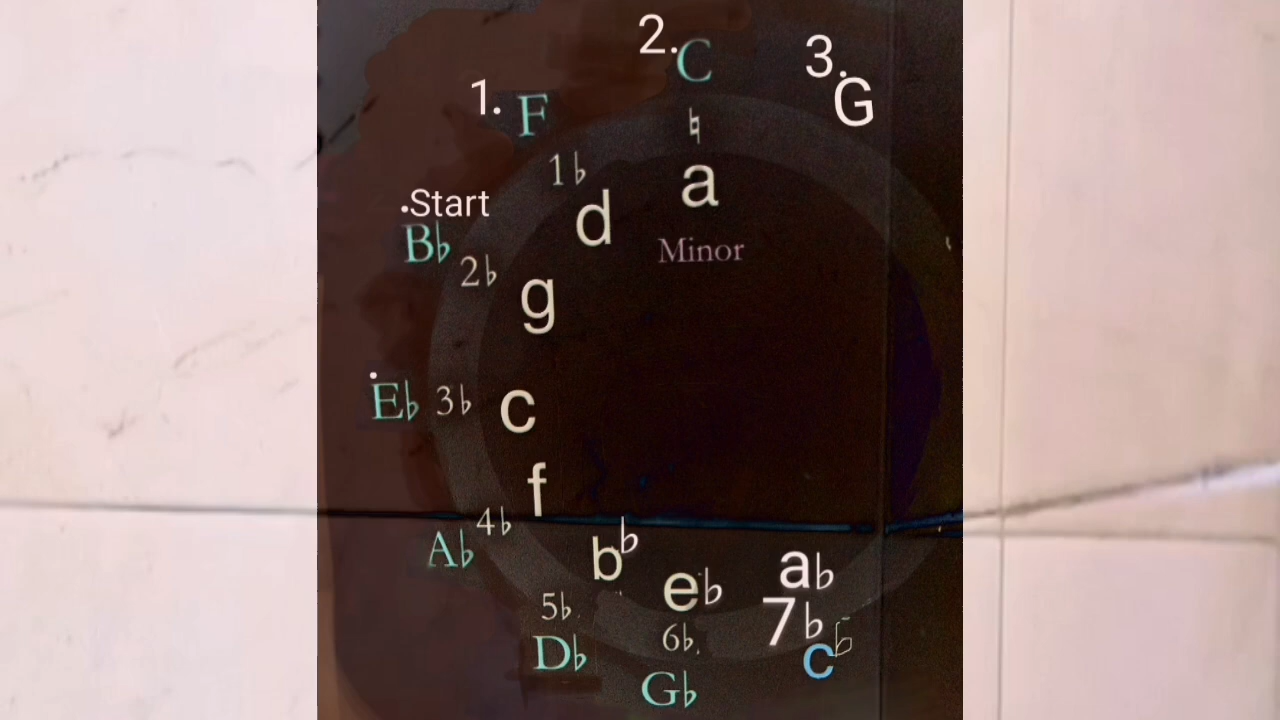 2.
C
3.
G
1.
F
♮
1♭
a
.Start
d
B♭
Minor
2♭
g
E♭ 3♭
c
f
4♭
A♭
b♭
a♭
e♭
5♭.
7♭
6♭.
D♭
c♭
G♭